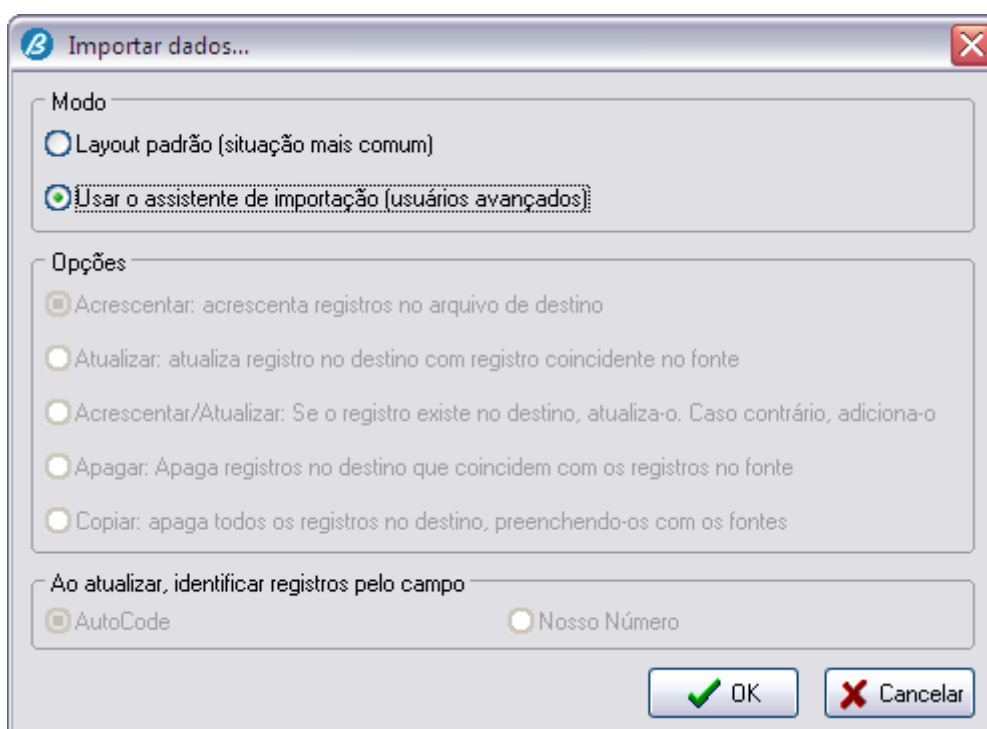 Importar dados...
Modo
Layout padrão (situação mais comum)
Usar o assistente de importação (usuários avançados)
Opções
Acrescentar: acrescenta registros no arquivo de destino
Atualizar: atualiza registro no destino com registro coincidente no fonte
Acrescentar/Atualizar: Se o registro existe no destino, atualiza-o. Caso contrário, adiciona-o
Apagar: Apaga registros no destino que coincidem com os registros no fonte
Copiar: apaga todos os registros no destino, preenchendo-os com os fontes
Ao atualizar, identificar registros pelo campo
AutoCode Nosso Número
OK Cancelar